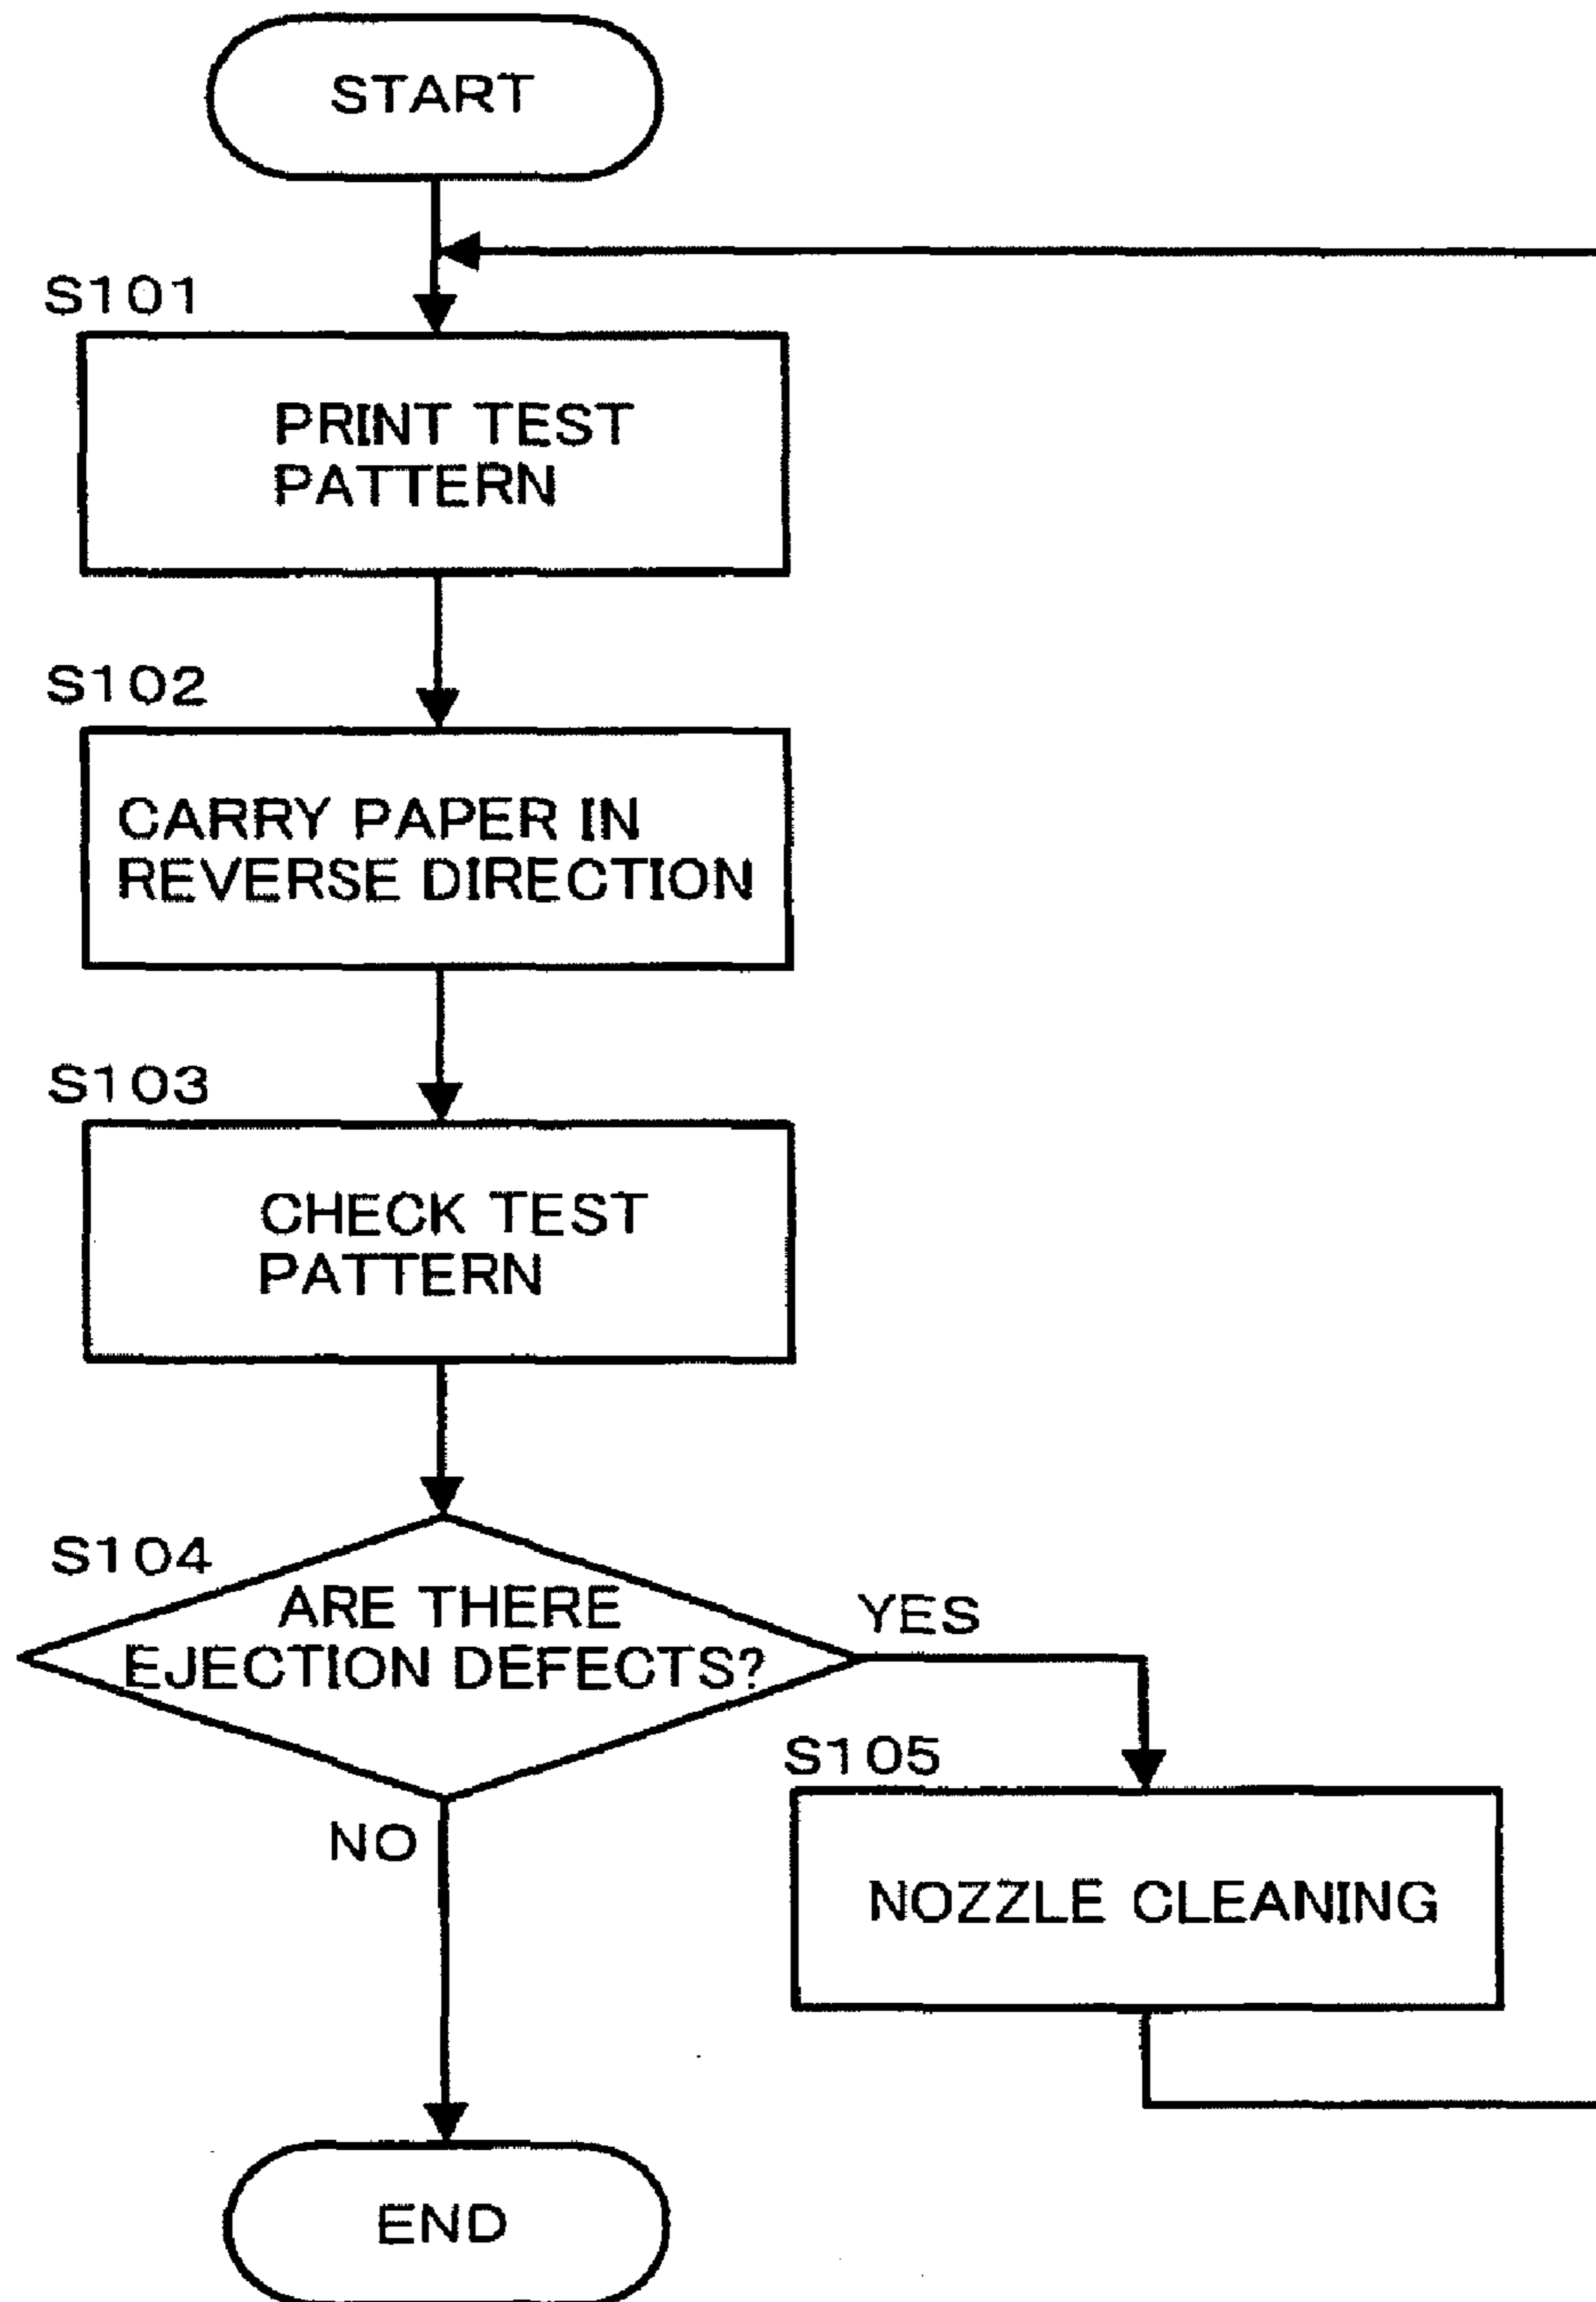 START
S101
PRINT TEST
PATTERN
S102
CARRY PAPER IN
REVERSE DIRECTION
S103
CHECK TEST
PATTERN
S104
ARE THERE
EJECTION DEFECTS?
YES
S105
NO
NOZZLE CLEANING
END